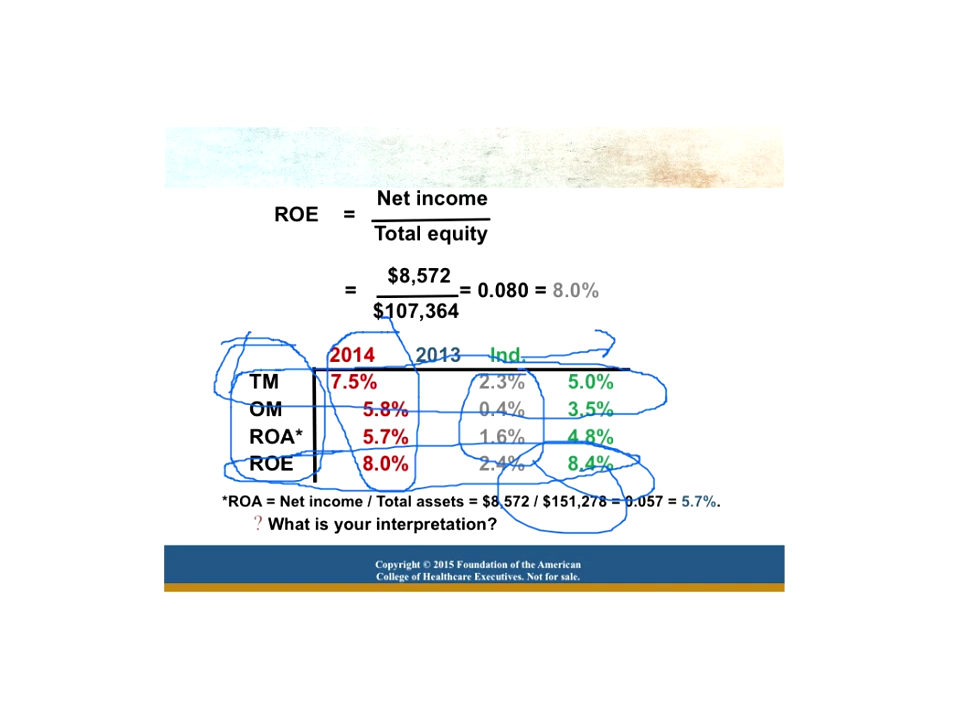 ROE = Net income
Total equity
= $8,572 = 0.080 = 8.0%
$107,364
2014 2013 Ind.
TM 7.5% 2.3% 5.0%
OM 5.8% 0.4% 3.5%
ROA* 5.7% 1.6% 4.8%
ROE 8.0% 2.4% 8.4%
*ROA = Net income / Total assets = $8,572 / $151,278 = 0.057 = 5.7%.
? What is your interpretation?
Copyright © 2015 Foundation of the American
College of Healthcare Executives. Not for sale.